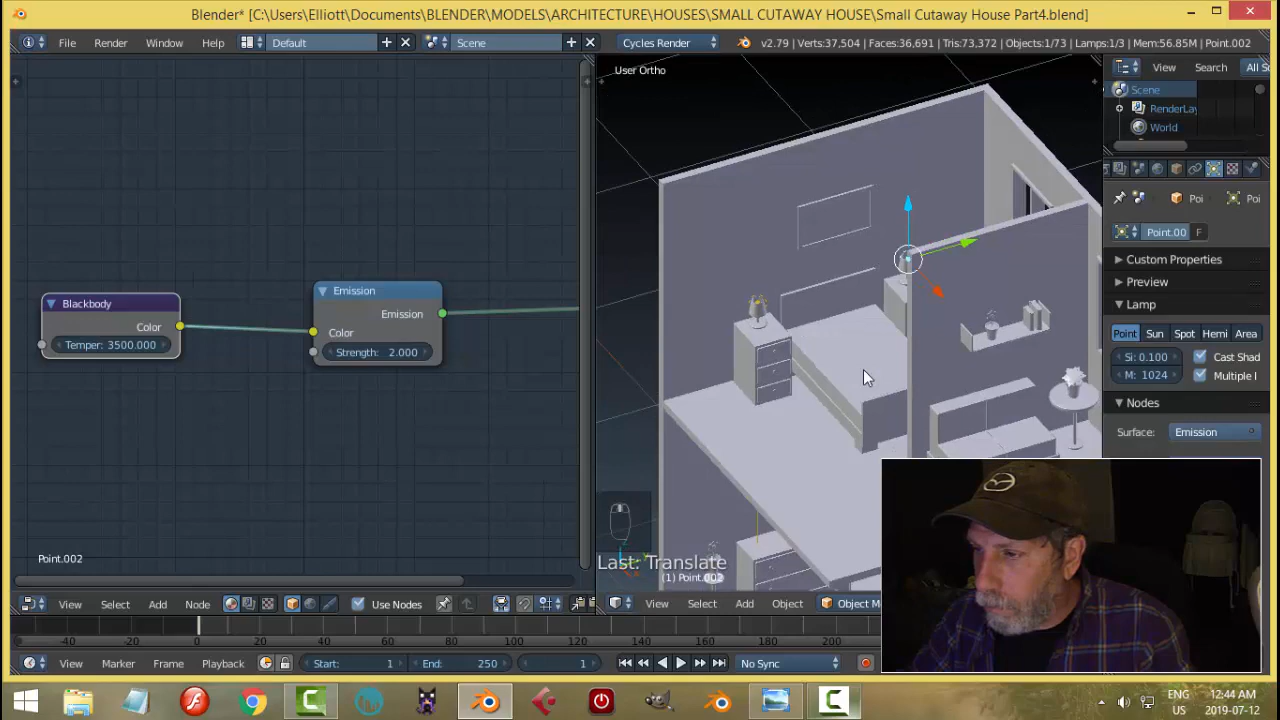 Blender* [C:\Users\Elliott\Documents\BLENDER\MODELS\ARCHITECTURE\HOUSES\SMALL CUTAWAY HOUSE\Small Cutaway House Part4.blend]
File Render Window Help Default Scene Cycles Render v2.79 | Verts:37,504 | Faces:36,691 | Tris:73,372 | Objects:1/73 | Lamps:1/3 | Mem:56.85M | Point.002
User Ortho
View Search All Sc
Scene
RenderLay
World
Poi Poi
Point.00 F
Custom Properties
Preview
Lamp
Point Sun Spot Hemi Area
Si: 0.100 Cast Shad
M: 1024 Multiple I
Nodes
Surface: Emission
Blackbody
Color
Temper: 3500.000
Emission
Emission
Color
Strength: 2.000
Point.002
Last: Translate
(1) Point.002
View Select Add Node Use Nodes
View Select Add Object Object M
-40 -20 0 20 40 60 80 100 120 140 160 180 200
View Marker Frame Playback Start: 1 End: 250 1 No Sync
ENG
US
12:44 AM
2019-07-12